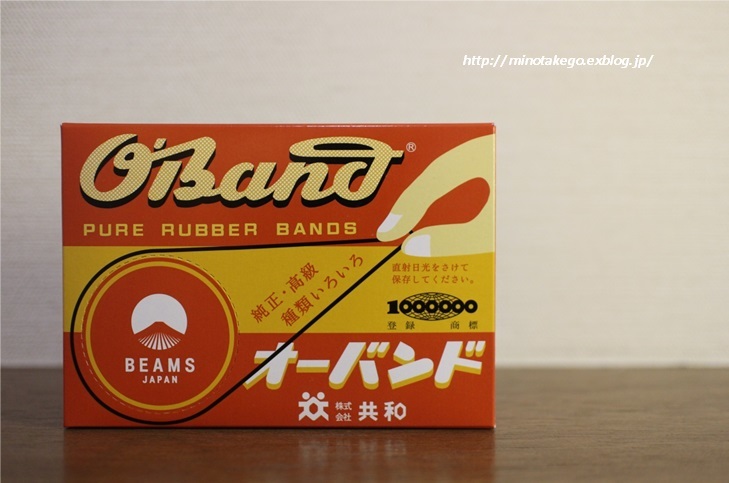 http://minotakego.exblog.jp/
O'Band®
PURE RUBBER BANDS
純正・高級
種類いろいろ
直射日光をさけて
保存してください。
1000000
登録 商標
BEAMS
JAPAN
オーバンド
株式会社 共和